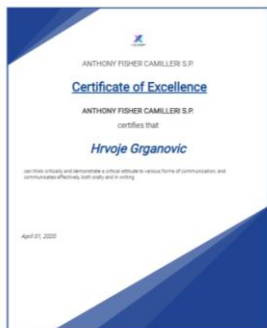 ANTHONY FISHER CAMILLERI S.P.
Certificate of Excellence
ANTHONY FISHER CAMILLERI S.P.
certifies that
Hrvoje Grganovic
can think critically and demonstrate a critical attitude to various forms of communication, and
communicates effectively, both orally and in writing
April 01, 2020